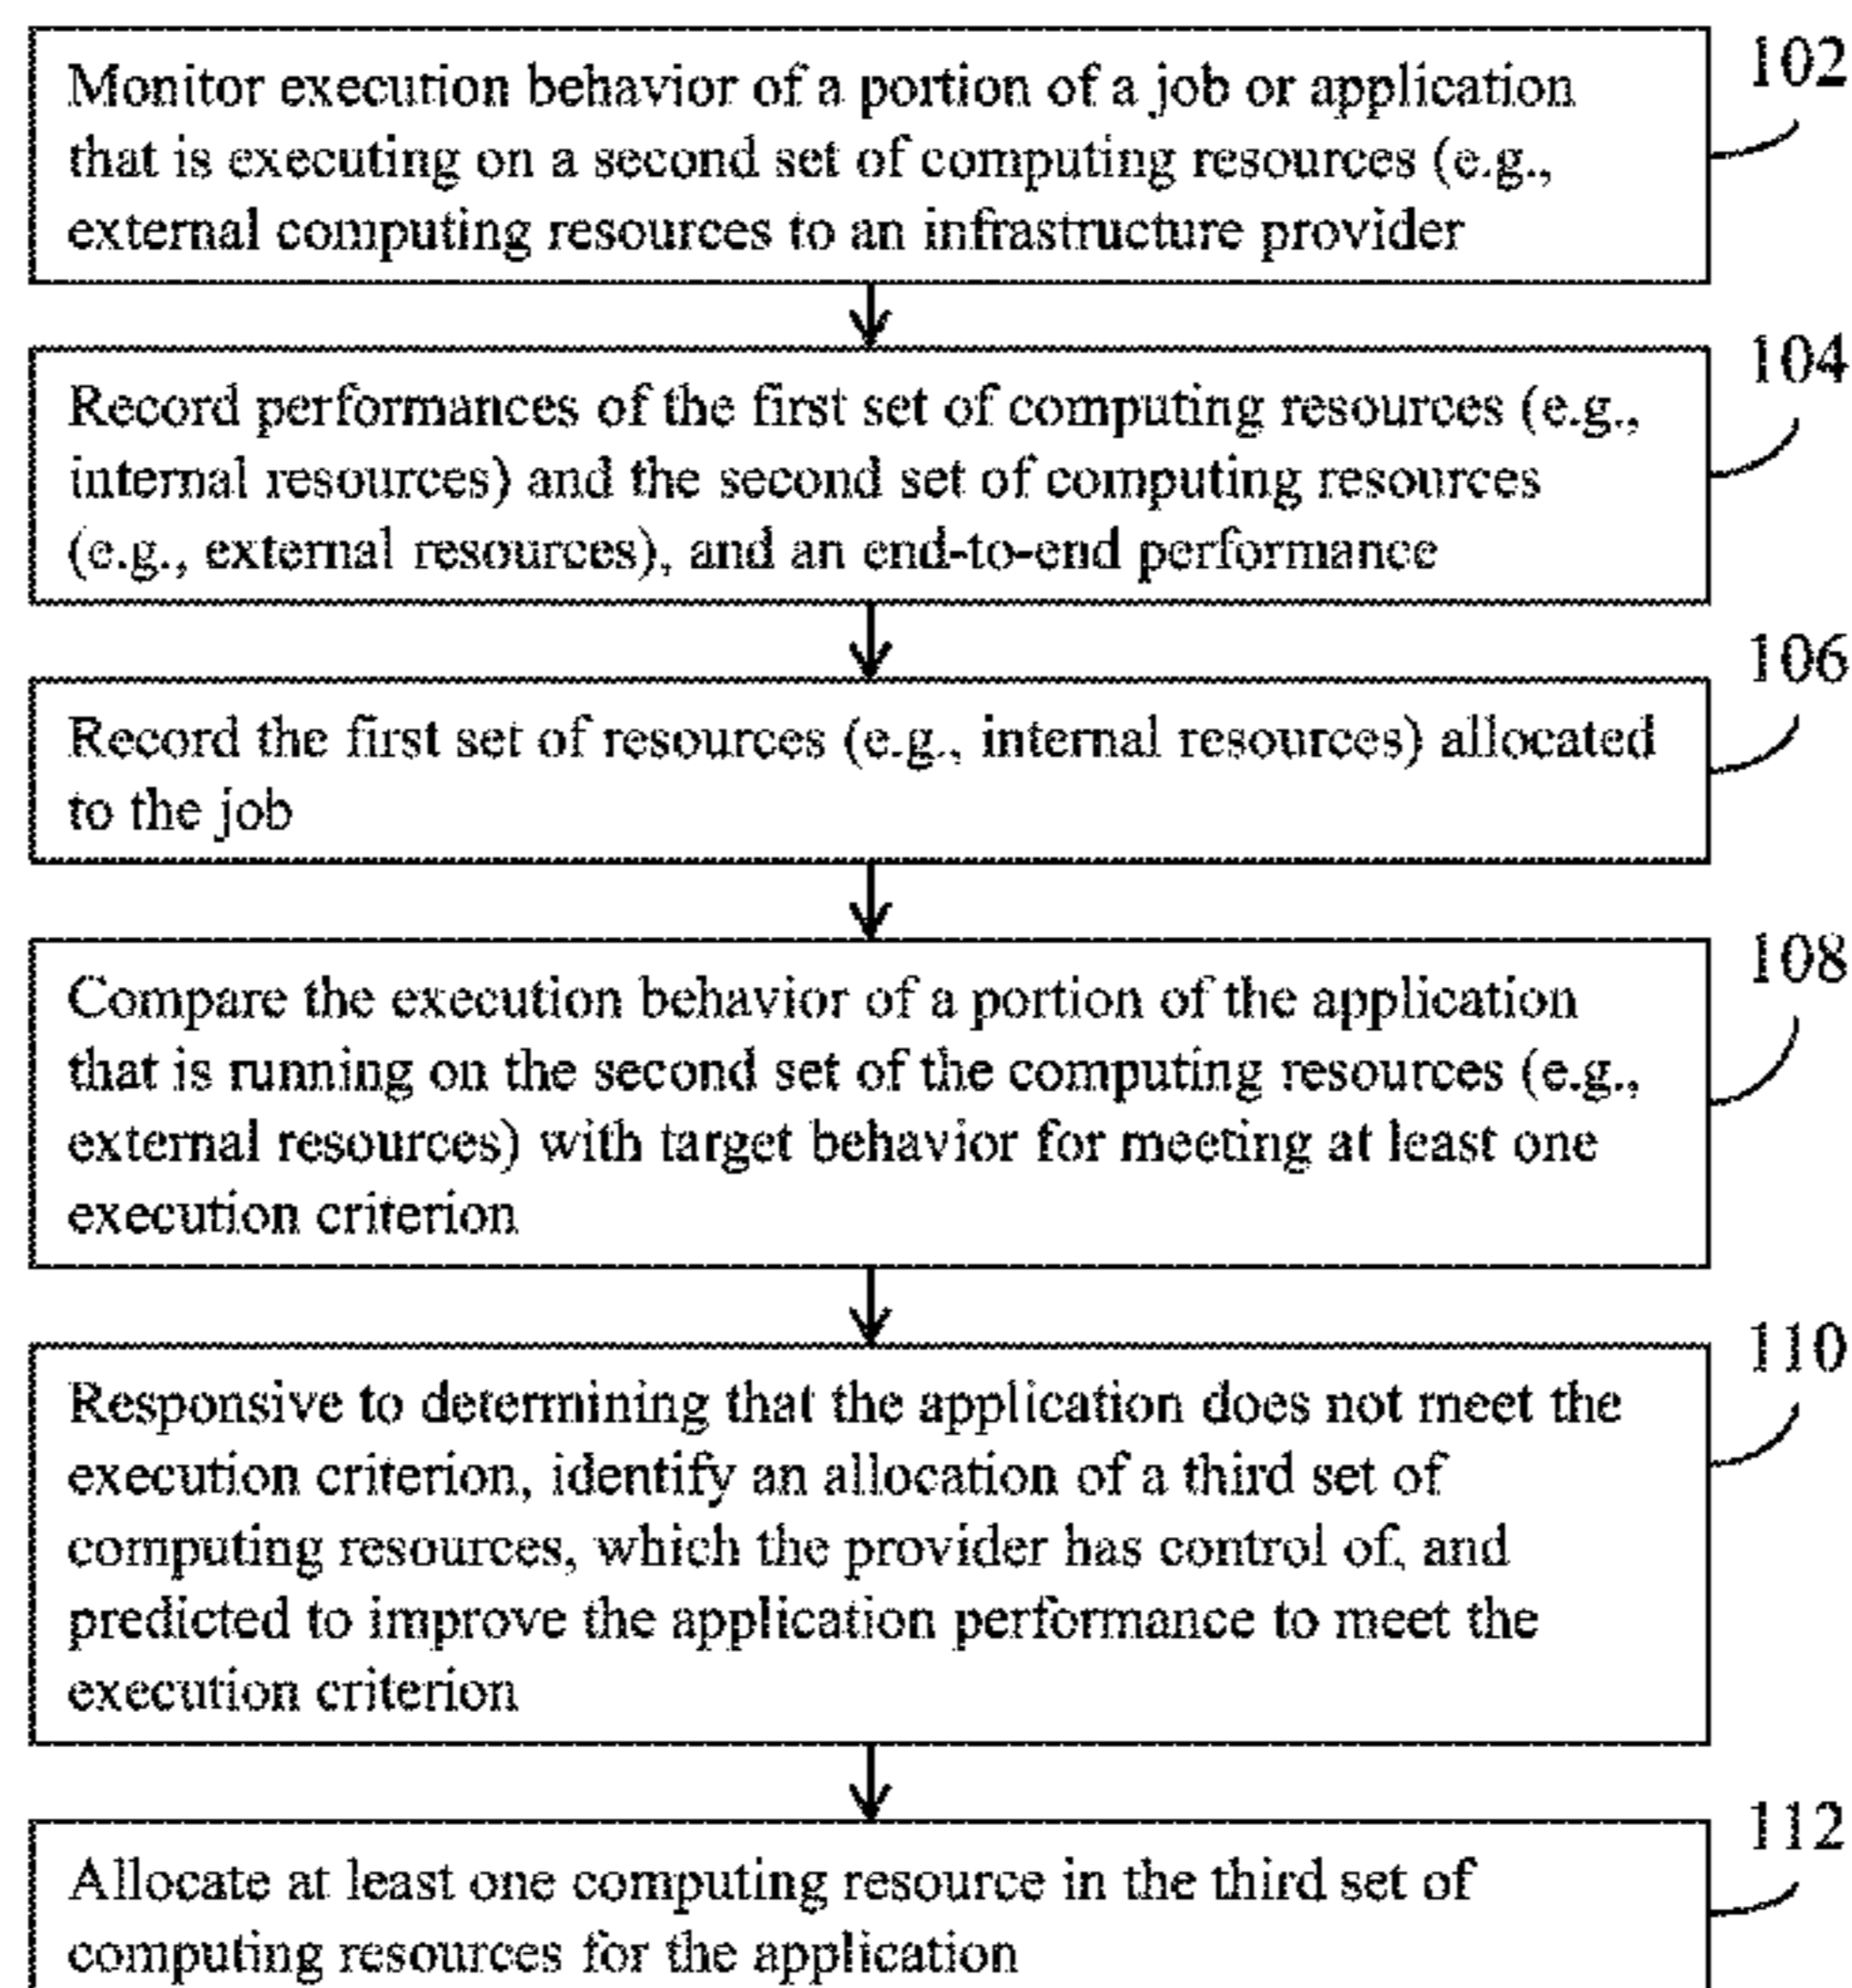 102
Monitor execution behavior of a portion of a job or application
that is executing on a second set of computing resources (e.g.,
external computing resources to an infrastructure provider
104
Record performances of the first set of computing resources (e.g.,
internal resources) and the second set of computing resources
(e.g., external resources), and an end-to-end performance
106
Record the first set of resources (e.g., internal resources) allocated
to the job
108
Compare the execution behavior of a portion of the application
that is running on the second set of the computing resources (e.g.,
external resources) with target behavior for meeting at least one
execution criterion
110
Responsive to determining that the application does not meet the
execution criterion, identify an allocation of a third set of
computing resources, which the provider has control of, and
predicted to improve the application performance to meet the
execution criterion
112
Allocate at least one computing resource in the third set of
computing resources for the application